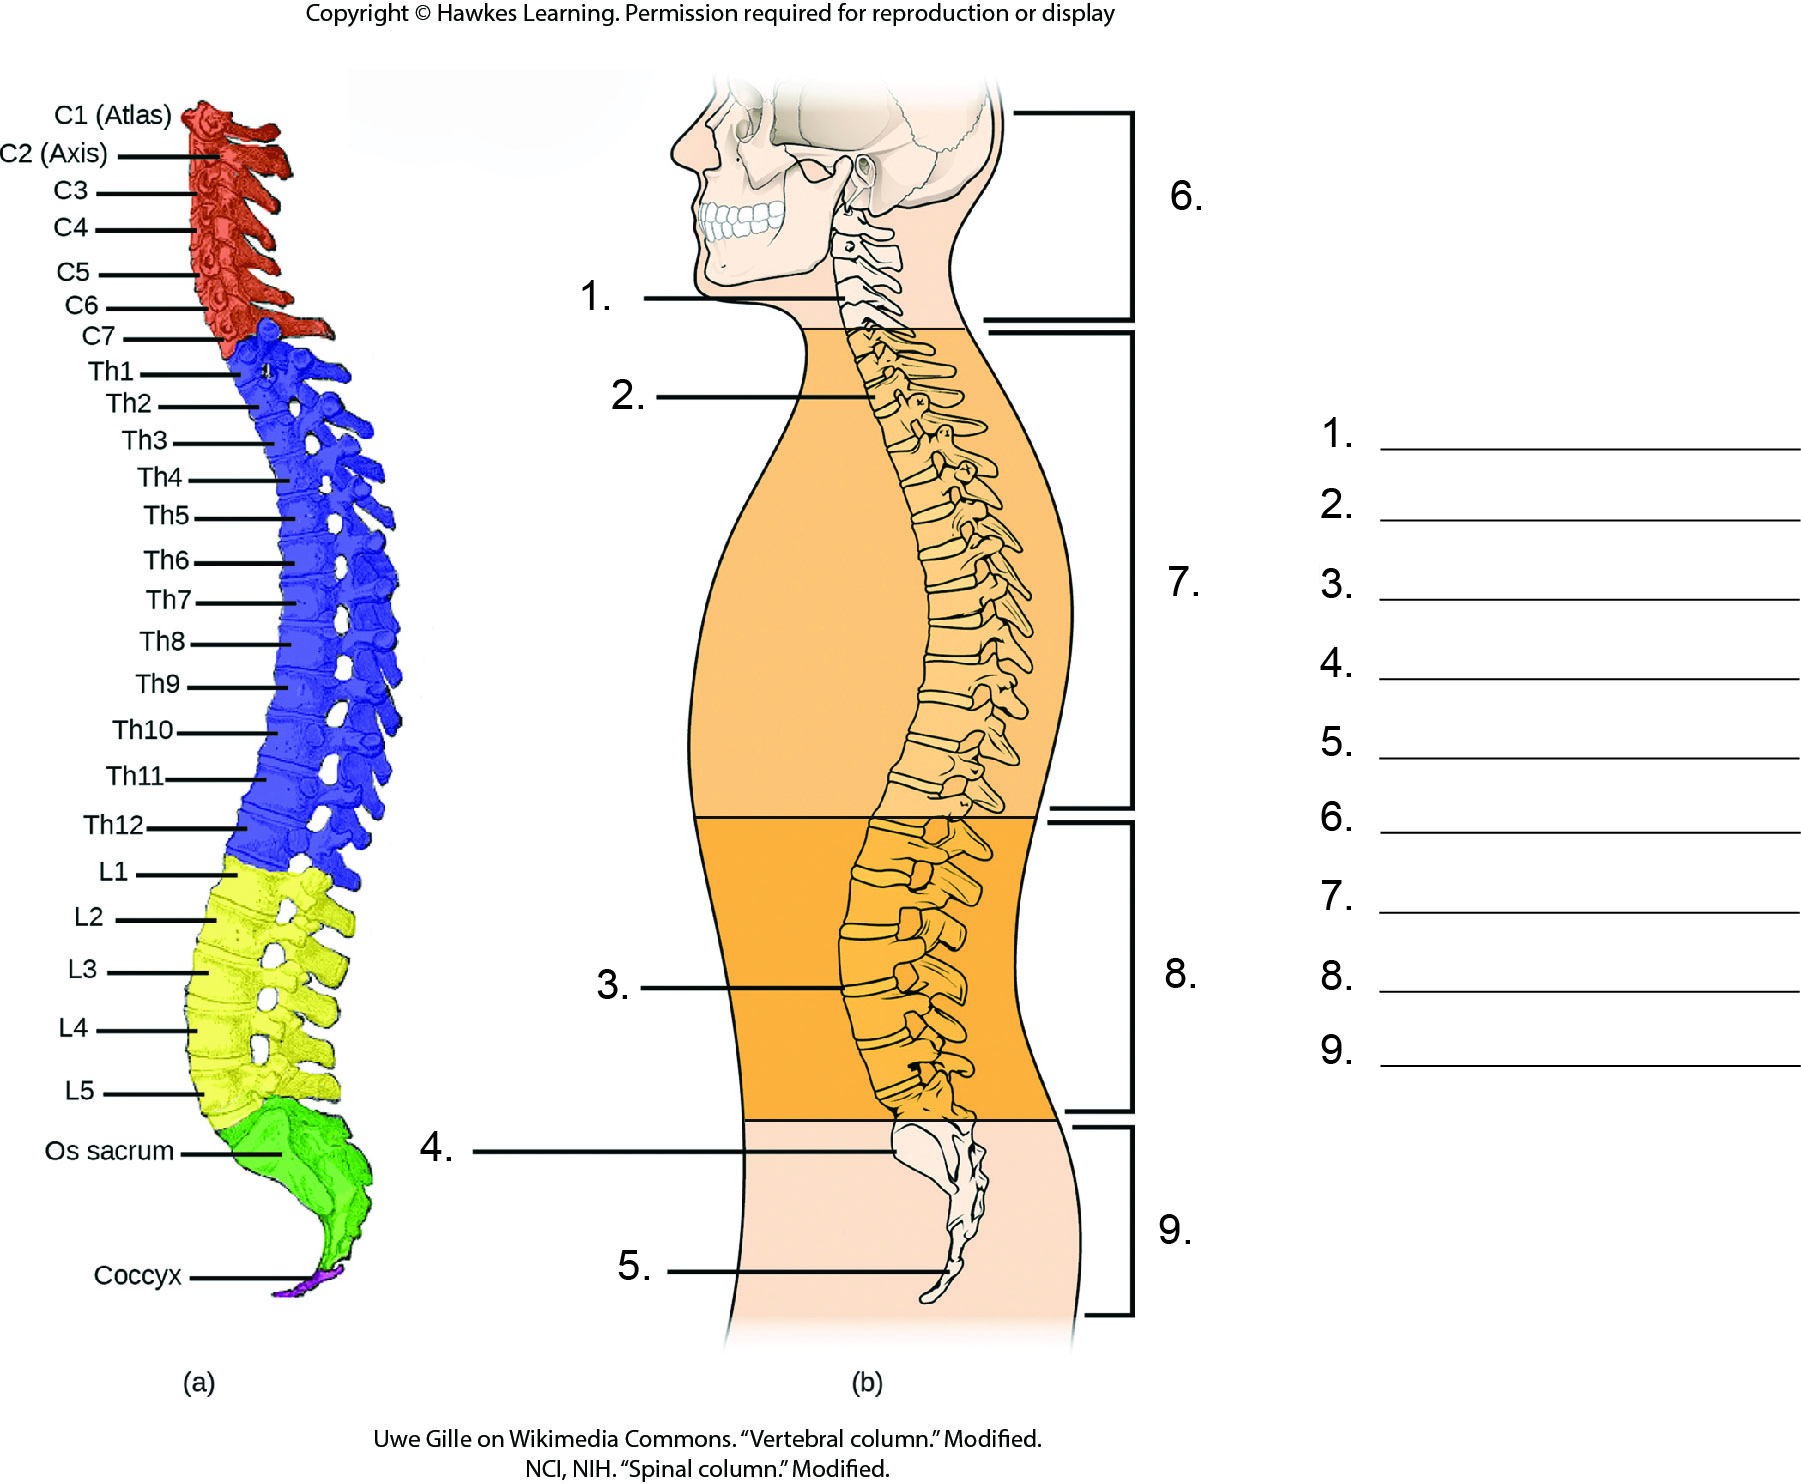 Copyright © Hawkes Learning. Permission required for reproduction or display
C1 (Atlas)
C2 (Axis)
C3
C4
C5
C6
C7
Th1
Th2
Th3
Th4
Th5
Th6
Th7
Th8
Th9
Th10
Th11
Th12
L1
L2
L3
L4
L5
Os sacrum
Coccyx
(a)
1.
2.
3.
4.
5.
6.
7.
8.
9.
(b)
1.
2.
3.
4.
5.
6.
7.
8.
9.
Uwe Gille on Wikimedia Commons. “Vertebral column.” Modified.
NCI, NIH. “Spinal column.” Modified.